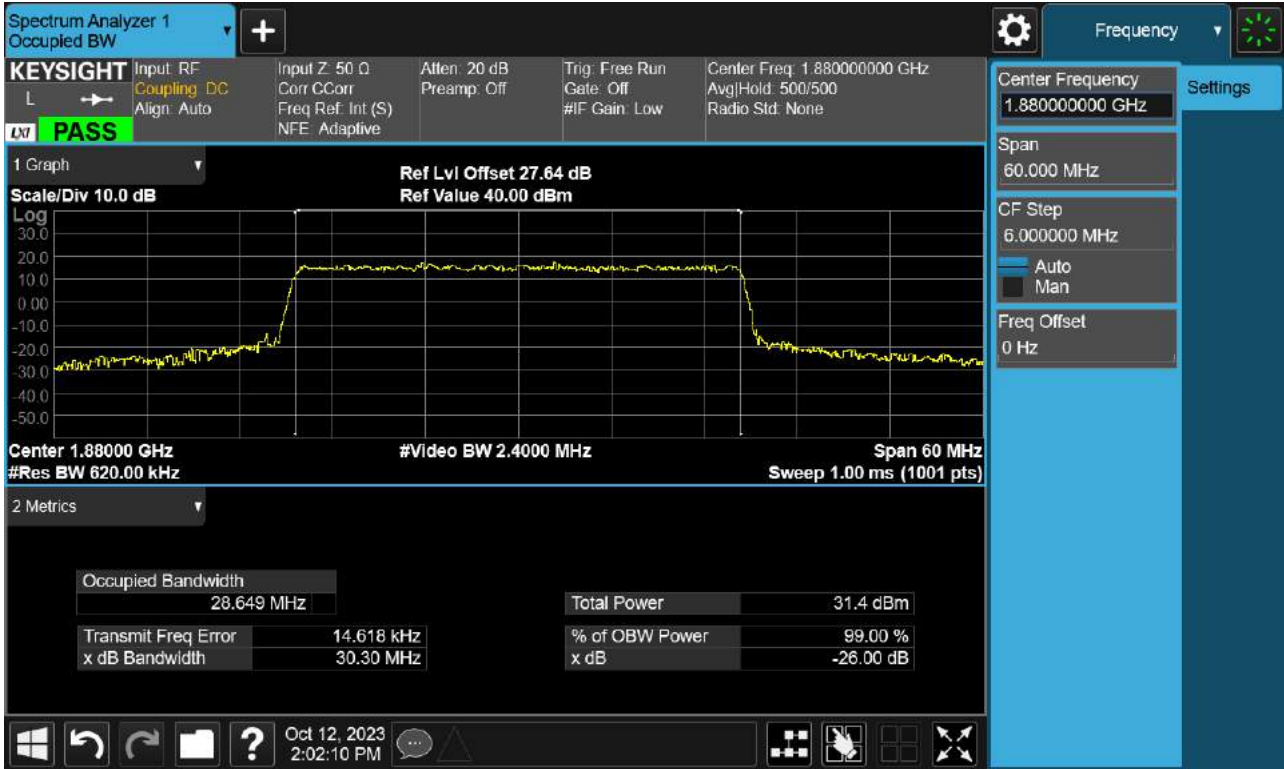 Spectrum Analyzer 1
Occupied BW
Frequency
KEYSIGHT
L
LXI
PASS
Input: RF
Coupling: DC
Align: Auto
Input Z: 50 Ω
Corr CCorr
Freq Ref: Int (S)
NFE: Adaptive
Atten: 20 dB
Preamp: Off
Trig: Free Run
Gate: Off
#IF Gain: Low
Center Freq: 1.880000000 GHz
Avg|Hold: 500/500
Radio Std: None
Center Frequency
1.880000000 GHz
Settings
Span
60.000 MHz
CF Step
6.000000 MHz
Auto
Man
Freq Offset
0 Hz
1 Graph
Scale/Div 10.0 dB
Ref Lvl Offset 27.64 dB
Ref Value 40.00 dBm
Log
30.0
20.0
10.0
0.00
-10.0
-20.0
-30.0
-40.0
-50.0
Center 1.88000 GHz
#Video BW 2.4000 MHz
Span 60 MHz
#Res BW 620.00 kHz
Sweep 1.00 ms (1001 pts)
2 Metrics
Occupied Bandwidth
28.649 MHz
Total Power 31.4 dBm
Transmit Freq Error 14.618 kHz
% of OBW Power 99.00 %
x dB Bandwidth 30.30 MHz
x dB -26.00 dB
?
Oct 12, 2023
2:02:10 PM